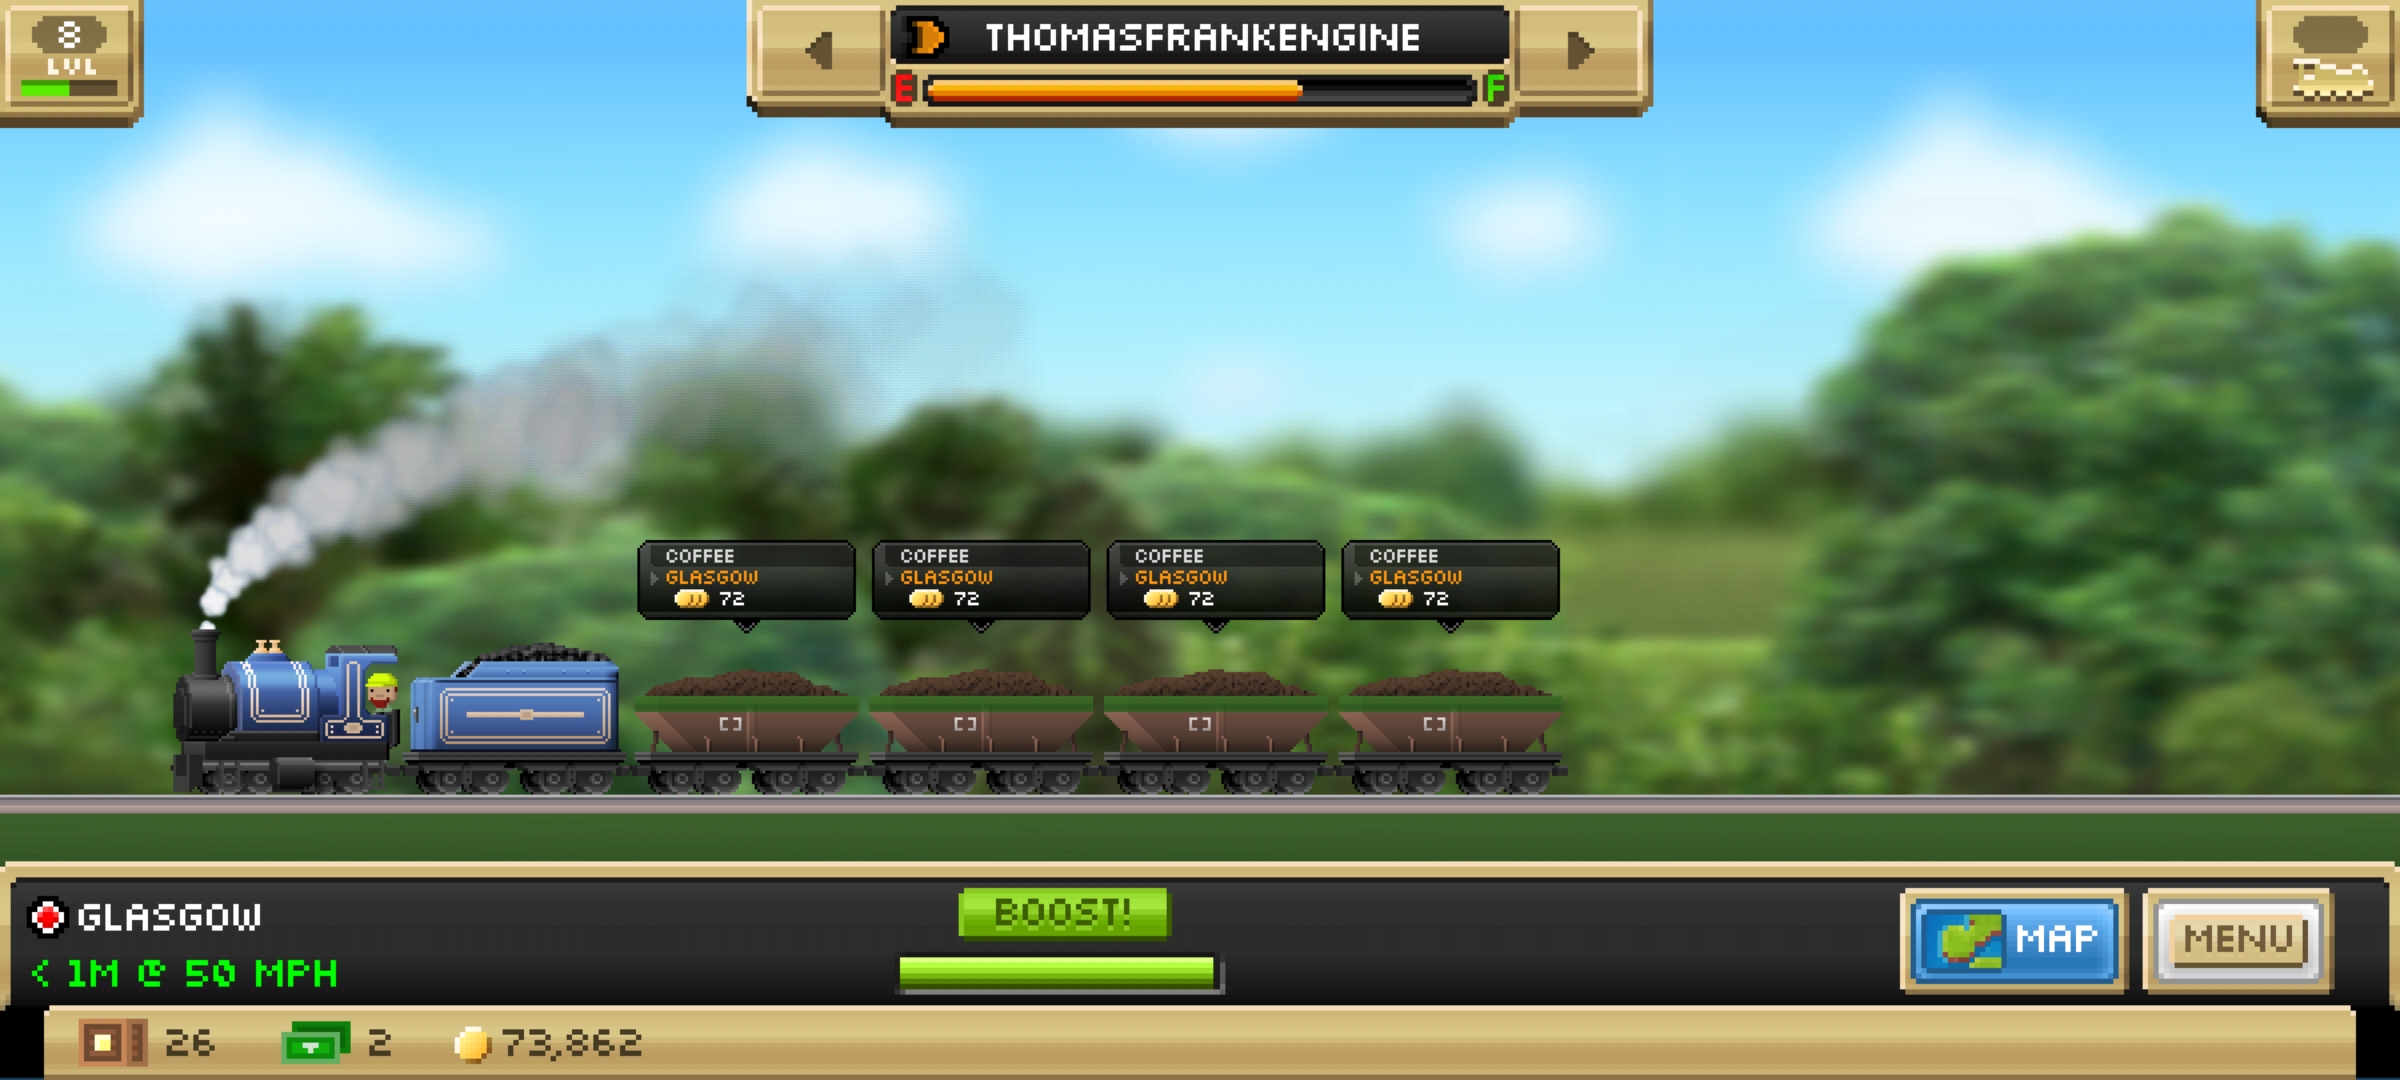 8
LVL
THOMASFRANKENGINE
E F
COFFEE
GLASGOW
72
COFFEE
GLASGOW
72
COFFEE
GLASGOW
72
COFFEE
GLASGOW
72
GLASGOW
< 1M @ 50 MPH
BOOST!
MAP
MENU
26
2
73,862